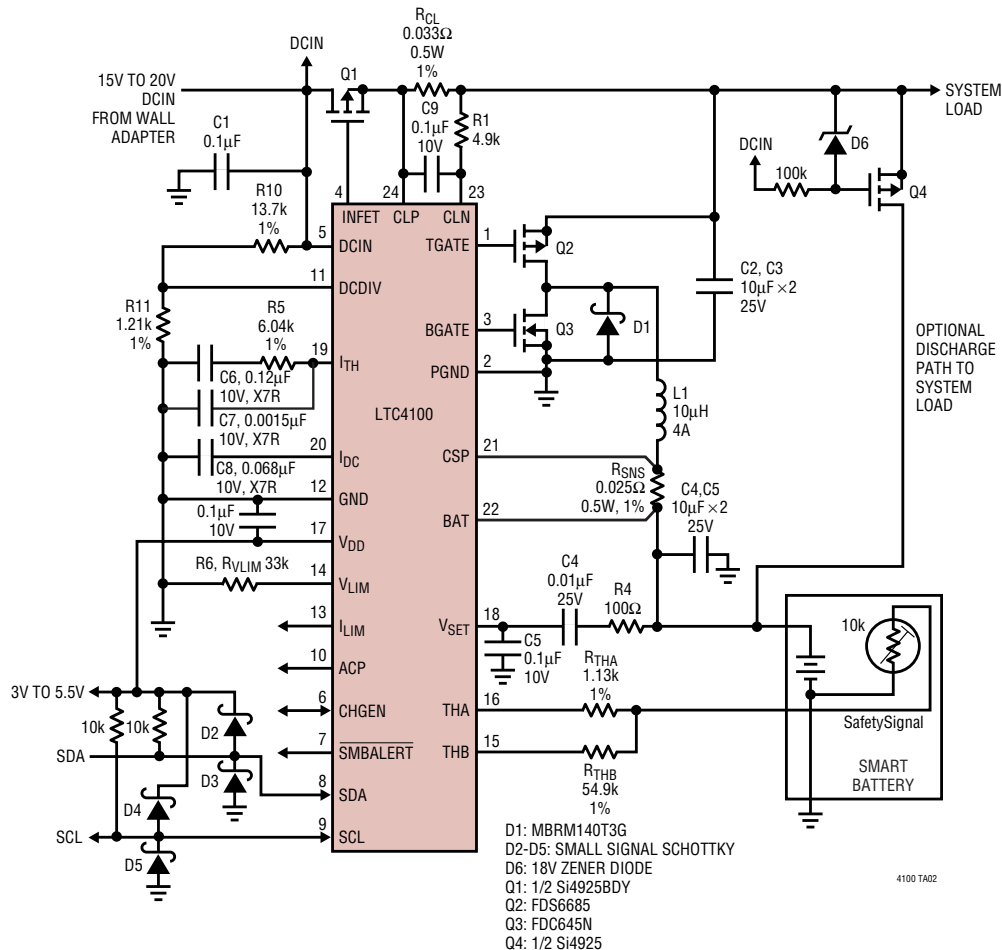 RCL
0.033Ω
0.5W
1%
DCIN
Q1
15V TO 20V
DCIN
FROM WALL
ADAPTER
C1
0.1µF
C9
0.1µF
10V
R1
4.9k
SYSTEM
LOAD
D6
DCIN
100k
Q4
R10
13.7k
1%
4
24
23
INFET
CLP
CLN
5
DCIN
TGATE
1
Q2
11
DCDIV
C2, C3
10µF ×2
25V
R11
1.21k
1%
R5
6.04k
1%
BGATE
3
Q3
D1
19
ITH
PGND
2
OPTIONAL
DISCHARGE
PATH TO
SYSTEM
LOAD
C6, 0.12µF
10V, X7R
C7, 0.0015µF
10V, X7R
LTC4100
L1
10µH
4A
20
IDC
CSP
21
C8, 0.068µF
10V, X7R
RSNS
0.025Ω
0.5W, 1%
12
GND
0.1µF
10V
BAT
22
C4,C5
10µF ×2
25V
17
VDD
R6, RVLIM 33k
14
VLIM
C4
0.01µF
25V
R4
100Ω
13
ILIM
VSET
18
C5
0.1µF
10V
10k
10
ACP
RTHA
1.13k
1%
3V TO 5.5V
6
CHGEN
THA
16
10k
10k
D2
SafetySignal
7
SMBALERT
THB
15
SDA
D3
RTHB
54.9k
1%
SMART
BATTERY
8
SDA
D4
9
SCL
SCL
D5
D1: MBRM140T3G
D2-D5: SMALL SIGNAL SCHOTTKY
D6: 18V ZENER DIODE
Q1: 1/2 Si4925BDY
Q2: FDS6685
Q3: FDC645N
Q4: 1/2 Si4925
4100 TA02